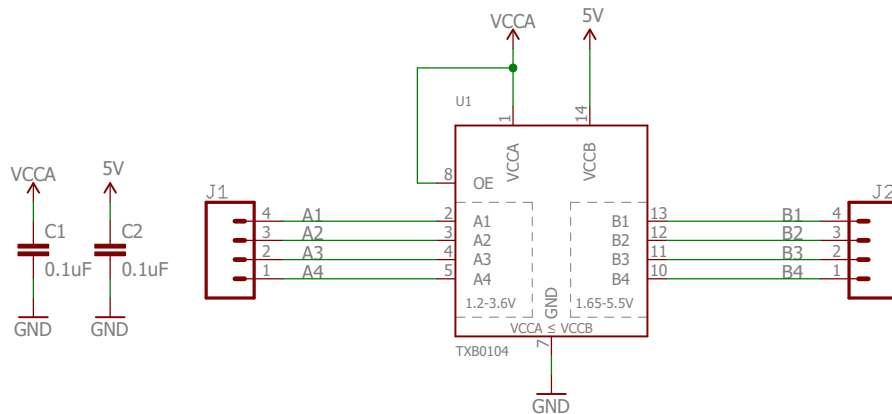 VCCA 5V
U1
1 14
VCCA VCCB
8 OE
VCCA 5V
J1 J2
C1 C2
0.1uF 0.1uF
GND GND
4 A1 2 A1 B1 13 B1 4
3 A2 3 A2 B2 12 B2 3
2 A3 4 A3 B3 11 B3 2
1 A4 5 A4 B4 10 B4 1
1.2-3.6V GND 1.65-5.5V
VCCA ≤ VCCB
TXB0104 7
GND